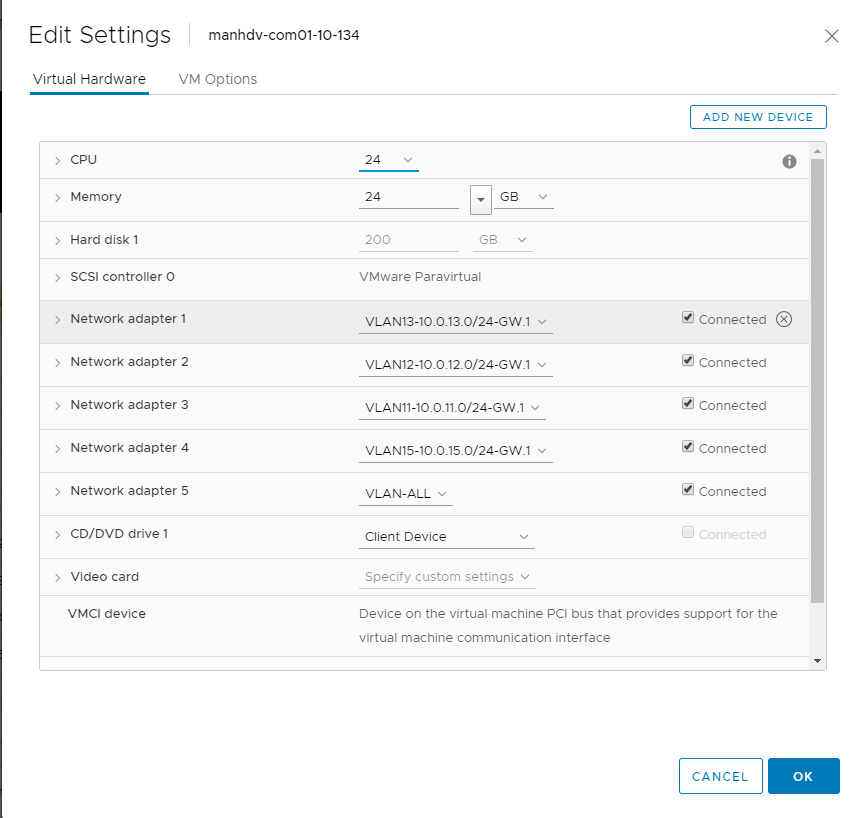 Edit Settings manhdv-com01-10-134
Virtual Hardware VM Options
ADD NEW DEVICE
CPU 24
Memory 24 GB
Hard disk 1 200 GB
SCSI controller 0 VMware Paravirtual
Network adapter 1 VLAN13-10.0.13.0/24-GW.1 Connected
Network adapter 2 VLAN12-10.0.12.0/24-GW.1 Connected
Network adapter 3 VLAN11-10.0.11.0/24-GW.1 Connected
Network adapter 4 VLAN15-10.0.15.0/24-GW.1 Connected
Network adapter 5 VLAN-ALL Connected
CD/DVD drive 1 Client Device Connected
Video card Specify custom settings
VMCI device Device on the virtual machine PCI bus that provides support for the
virtual machine communication interface
CANCEL OK